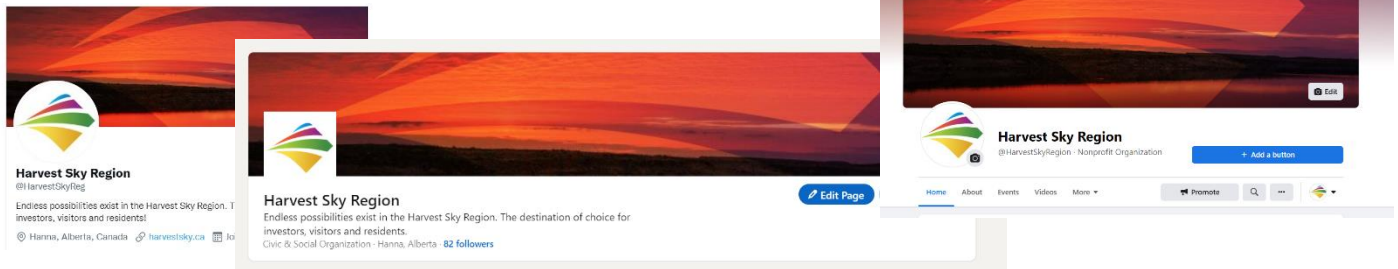 Harvest Sky Region
@HarvestSkyReg
Endless possibilities exist in the Harvest Sky Region.
investors, visitors and residents!
Hanna, Alberta, Canada harvestsky.ca
Harvest Sky Region
Endless possibilities exist in the Harvest Sky Region. The destination of choice for
investors, visitors and residents.
Civic & Social Organization · Hanna, Alberta · 82 followers
Edit Page
Edit
Harvest Sky Region
@HarvestSkyRegion · Nonprofit Organization
+ Add a button
Home About Events Videos More
Promote